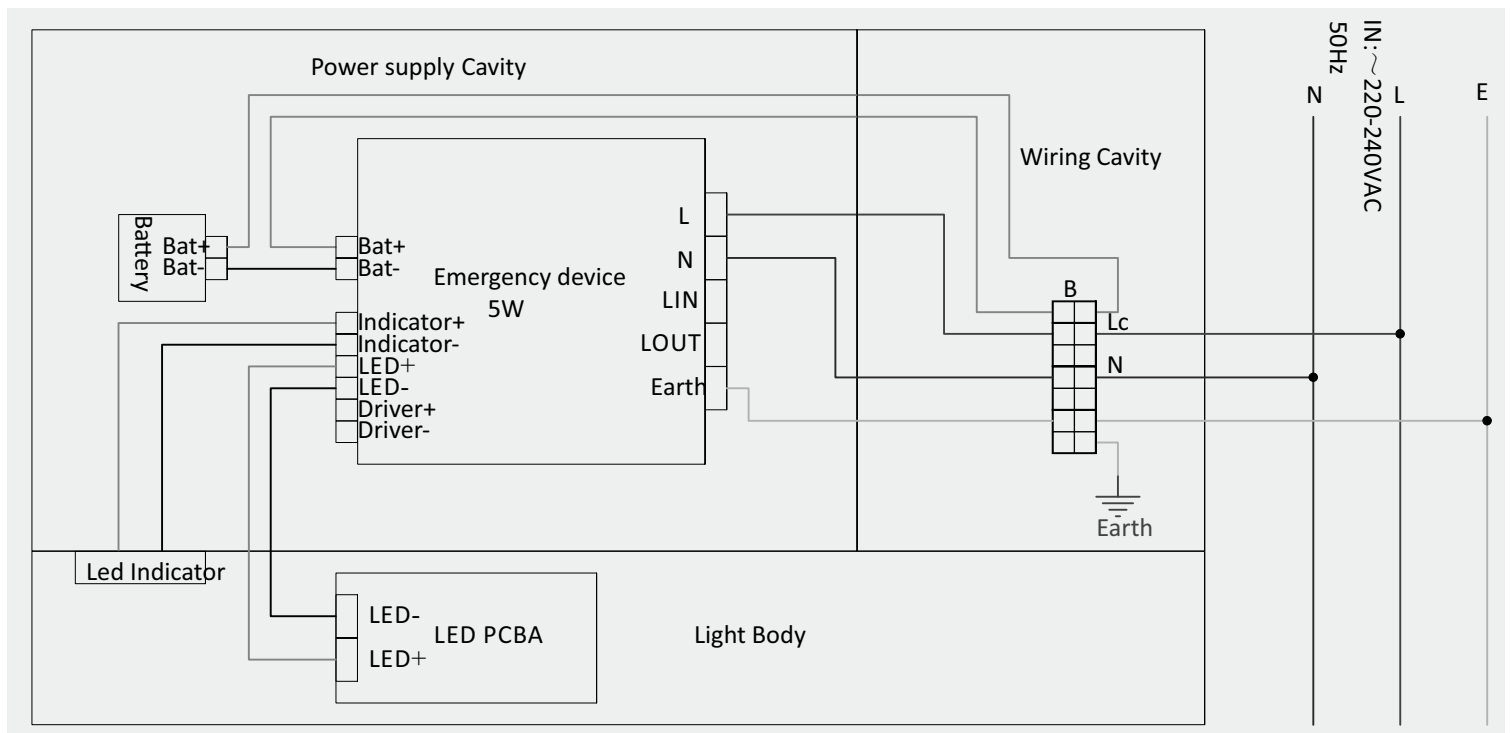 Power supply Cavity
Wiring Cavity
IN:～220-240VAC
50Hz
N
L
E
Battery
Bat+
Bat-
Bat+
Bat-
Indicator+
Indicator-
LED+
LED-
Driver+
Driver-
Emergency device
5W
L
N
LIN
LOUT
Earth
B
Lc
N
Earth
Led Indicator
LED-
LED PCBA
LED+
Light Body